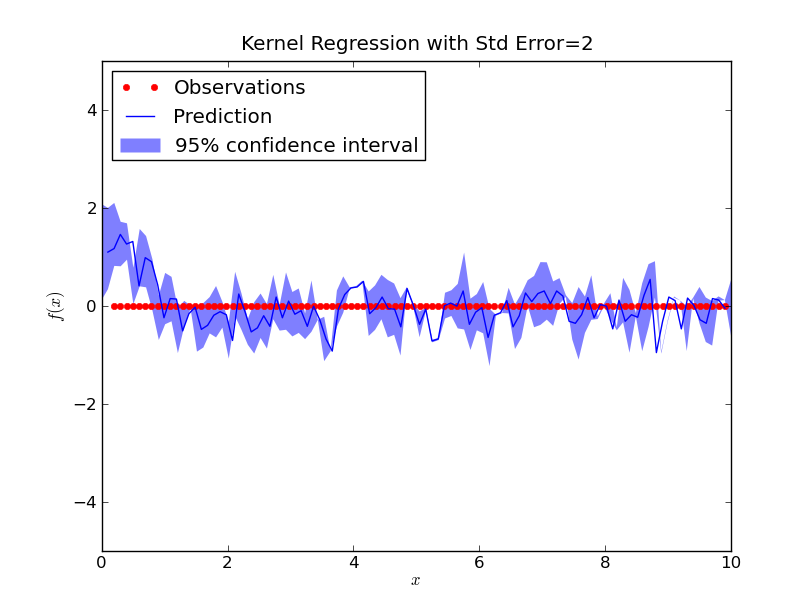 Kernel Regression with Std Error=2
Observations
Prediction
95% confidence interval
4
2
0
−2
−4
f(x)
0 2 4 6 8 10
x